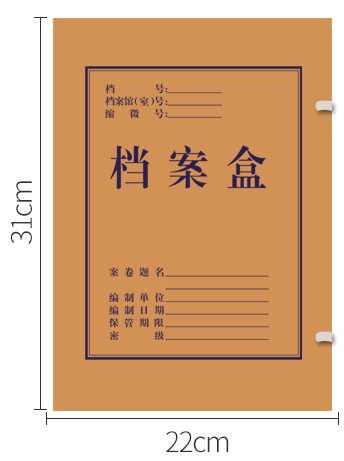 档 号:
档案馆(室)号:
缩 微 号:
档案盒
案卷题名
编制单位
编制日期
保管期限
密 级
31cm
22cm